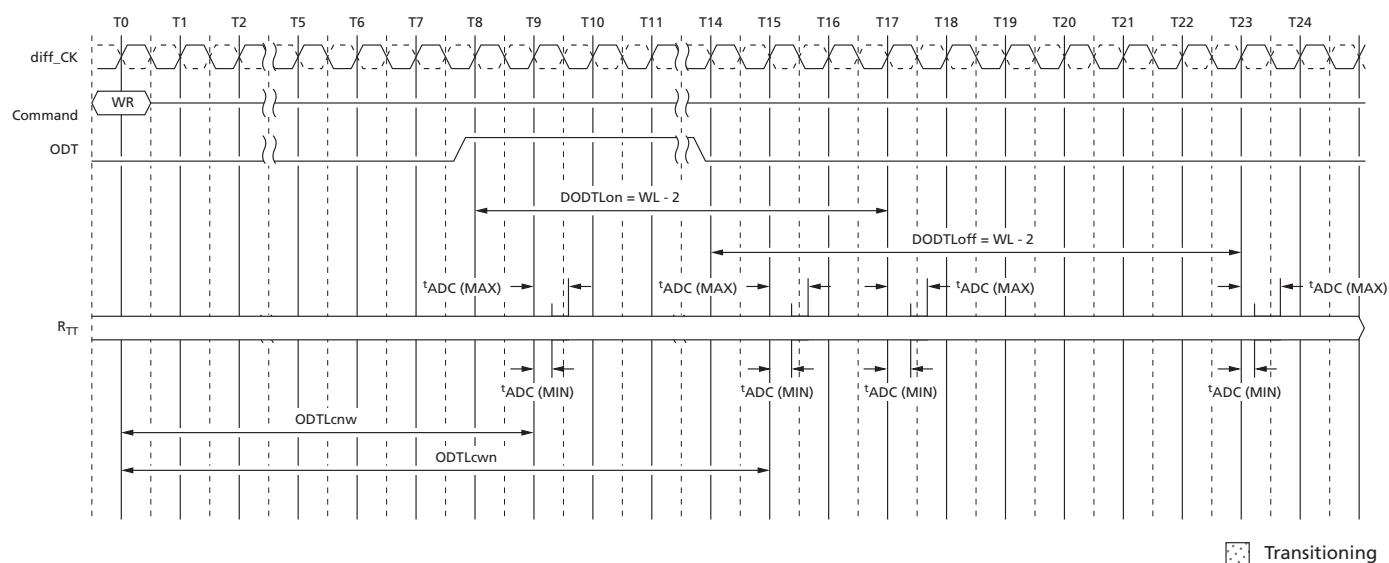 T0 T1 T2 T5 T6 T7 T8 T9 T10 T11 T14 T15 T16 T17 T18 T19 T20 T21 T22 T23 T24
diff_CK
WR
Command
ODT
DODTLon = WL - 2
DODTLoff = WL - 2
tADC (MAX) tADC (MAX) tADC (MAX) tADC (MAX)
RTT
tADC (MIN) tADC (MIN) tADC (MIN) tADC (MIN)
ODTLcnw
ODTLcwn
Transitioning